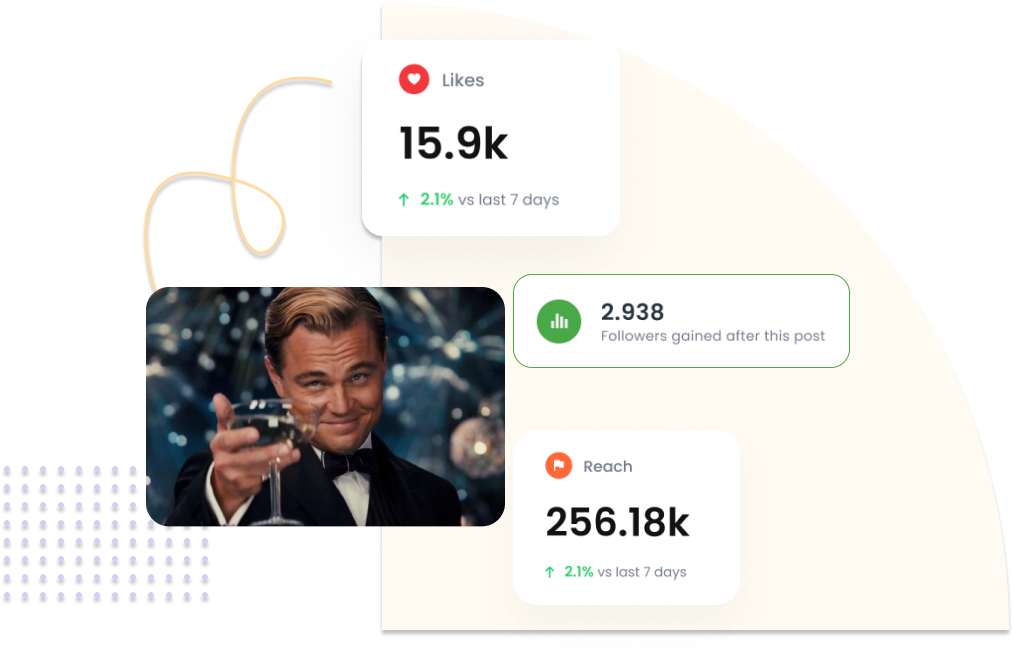 Likes
15.9k
↑ 2.1% vs last 7 days
2.938
Followers gained after this post
Reach
256.18k
↑ 2.1% vs last 7 days